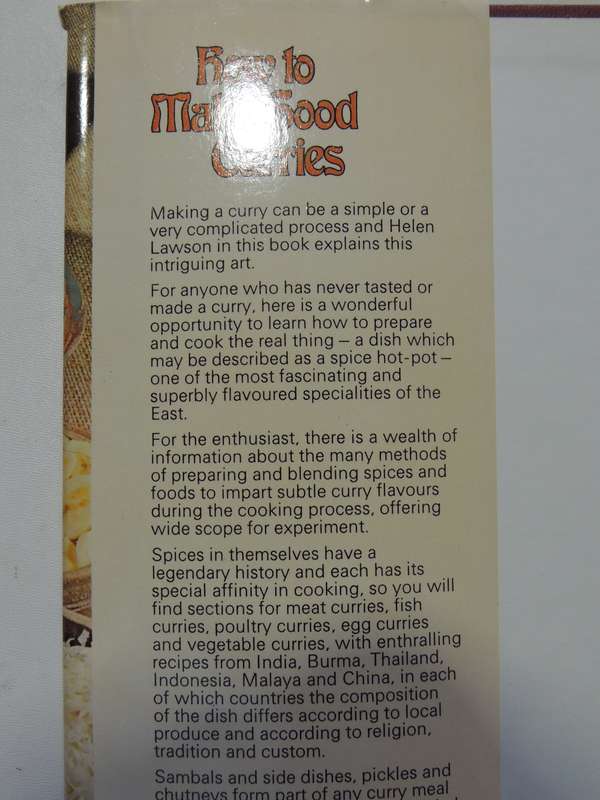 How to
Make Good
Curries
Making a curry can be a simple or a
very complicated process and Helen
Lawson in this book explains this
intriguing art.
For anyone who has never tasted or
made a curry, here is a wonderful
opportunity to learn how to prepare
and cook the real thing – a dish which
may be described as a spice hot-pot –
one of the most fascinating and
superbly flavoured specialities of the
East.
For the enthusiast, there is a wealth of
information about the many methods
of preparing and blending spices and
foods to impart subtle curry flavours
during the cooking process, offering
wide scope for experiment.
Spices in themselves have a
legendary history and each has its
special affinity in cooking, so you will
find sections for meat curries, fish
curries, poultry curries, egg curries
and vegetable curries, with enthralling
recipes from India, Burma, Thailand,
Indonesia, Malaya and China, in each
of which countries the composition
of the dish differs according to local
produce and according to religion,
tradition and custom.
Sambals and side dishes, pickles and
chutneys form part of any curry meal